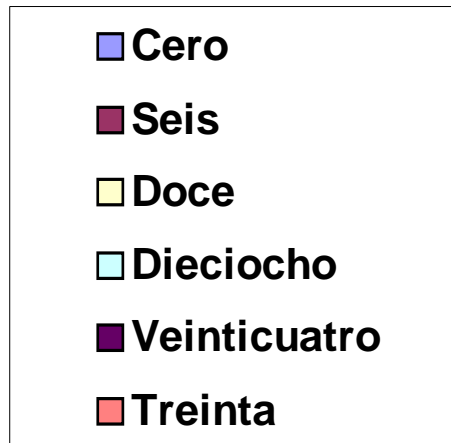 Cero
Seis
Doce
Dieciocho
Veinticuatro
Treinta